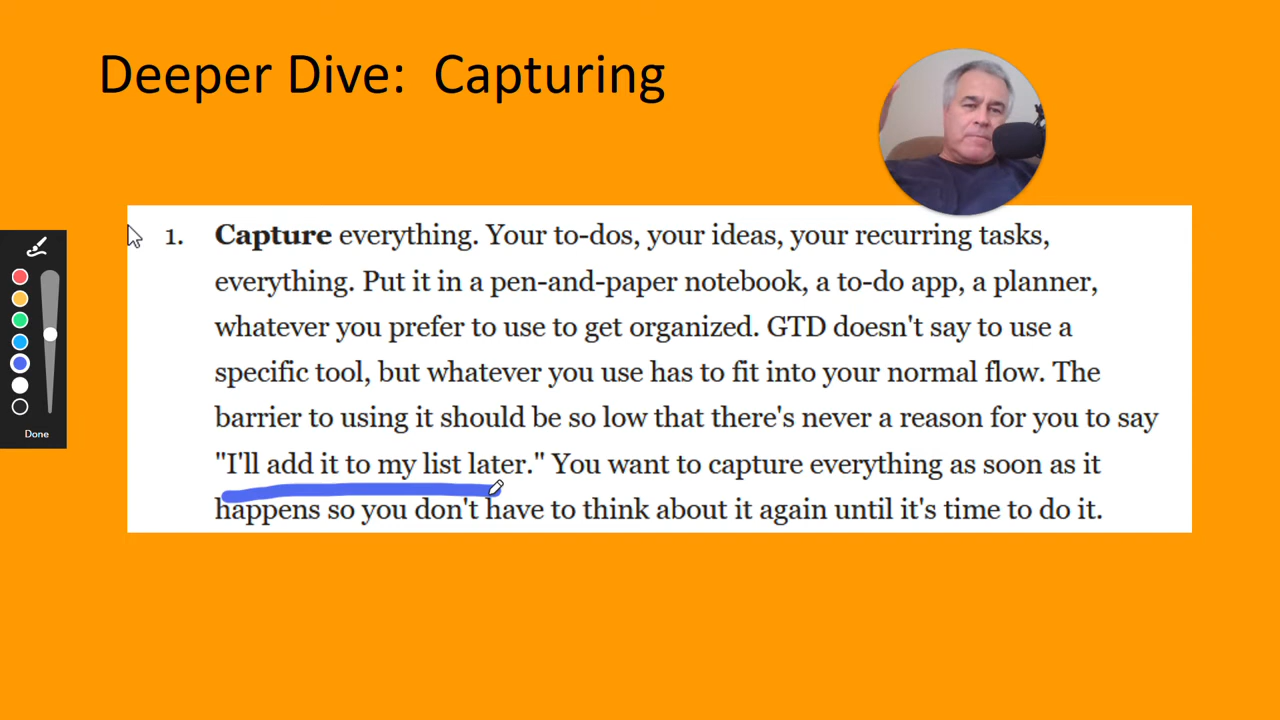 Deeper Dive: Capturing
1. Capture everything. Your to-dos, your ideas, your recurring tasks,
everything. Put it in a pen-and-paper notebook, a to-do app, a planner,
whatever you prefer to use to get organized. GTD doesn't say to use a
specific tool, but whatever you use has to fit into your normal flow. The
barrier to using it should be so low that there's never a reason for you to say
"I'll add it to my list later." You want to capture everything as soon as it
happens so you don't have to think about it again until it's time to do it.
Done